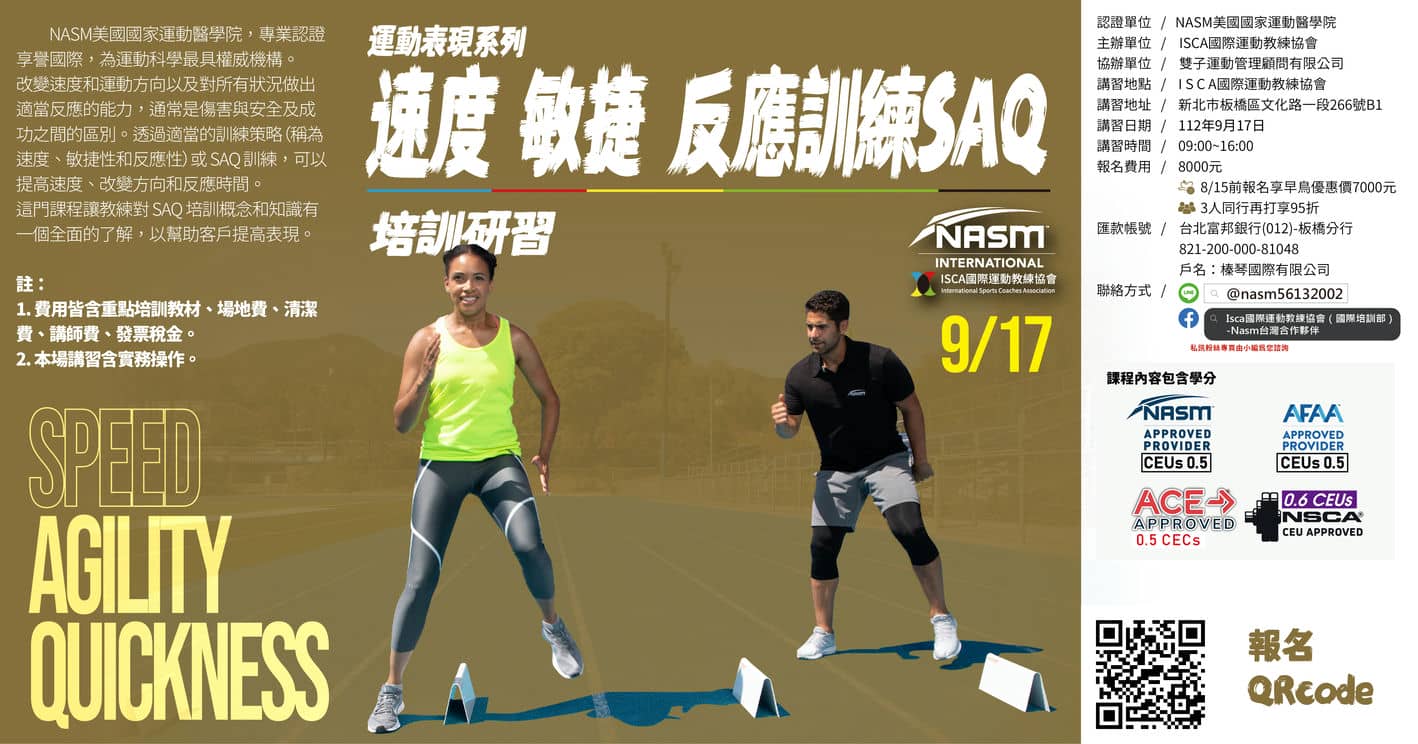 NASM美國國家運動醫學院，專業認證
享譽國際，為運動科學最具權威機構。
改變速度和運動方向以及對所有狀況做出
適當反應的能力，通常是傷害與安全及成
功之間的區別。透過適當的訓練策略 (稱為
速度、敏捷性和反應性) 或 SAQ 訓練，可以
提高速度、改變方向和反應時間。
這門課程讓教練對 SAQ 培訓概念和知識有
一個全面的了解，以幫助客戶提高表現。
註：
1. 費用皆含重點培訓教材、場地費、清潔
費、講師費、發票稅金。
2. 本場講習含實務操作。
SPEED
AGILITY
QUICKNESS
運動表現系列
速度 敏捷 反應訓練SAQ
培訓研習
NASM
INTERNATIONAL
ISCA國際運動教練協會
International Sports Coaches Association
9/17
NASM
認證單位 / NASM美國國家運動醫學院
主辦單位 / ISCA國際運動教練協會
協辦單位 / 雙子運動管理顧問有限公司
講習地點 / ISCA國際運動教練協會
講習地址 / 新北市板橋區文化路一段266號B1
講習日期 / 112年9月17日
講習時間 / 09:00~16:00
報名費用 / 8000元
8/15前報名享早鳥優惠價7000元
3人同行再打享95折
匯款帳號 / 台北富邦銀行(012)-板橋分行
821-200-000-81048
戶名：榛琴國際有限公司
聯絡方式 / LINE @nasm56132002
Isca國際運動教練協會（國際培訓部）
-Nasm台灣合作夥伴
私訊粉絲專頁由小編為您諮詢
課程內容包含學分
NASM
APPROVED
PROVIDER
CEUs 0.5
AFAA
APPROVED
PROVIDER
CEUs 0.5
ACE
APPROVED
0.5 CECs
0.6 CEUs
NSCA
CEU APPROVED
報名
QRcode